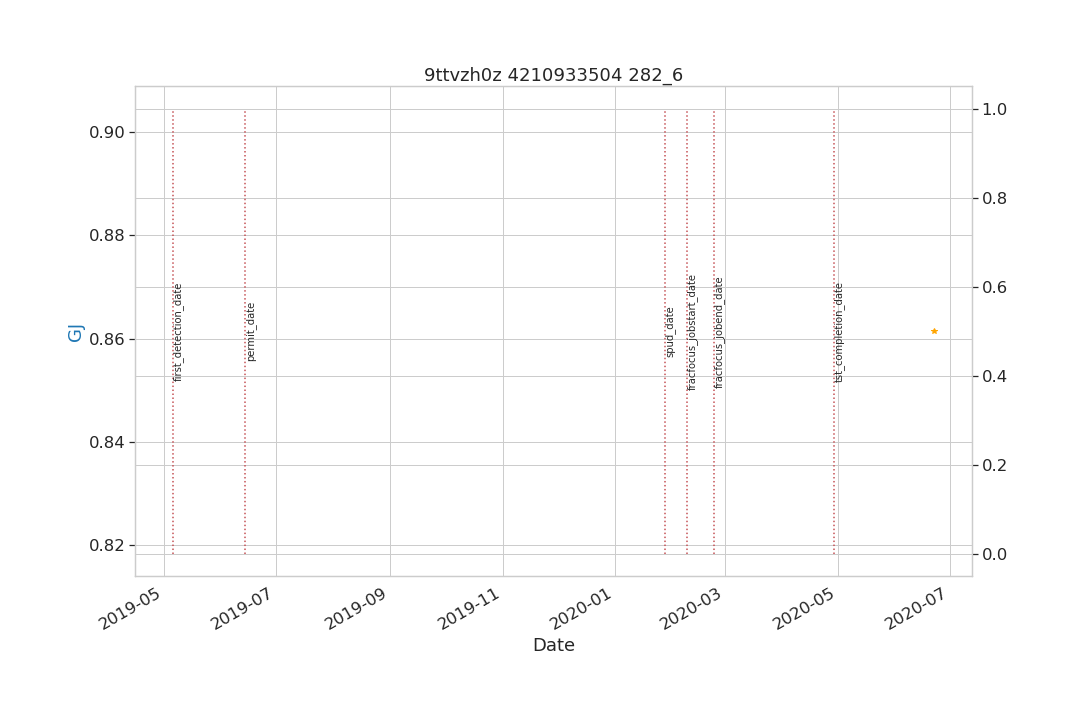 9ttvzh0z 4210933504 282_6
0.90
0.88
0.86
0.84
0.82
GJ
1.0
0.8
0.6
0.4
0.2
0.0
first_detection_date
permit_date
spud_date
fracfocus_jobstart_date
fracfocus_jobend_date
tst_completion_date
2019-05
2019-07
2019-09
2019-11
2020-01
2020-03
2020-05
2020-07
Date